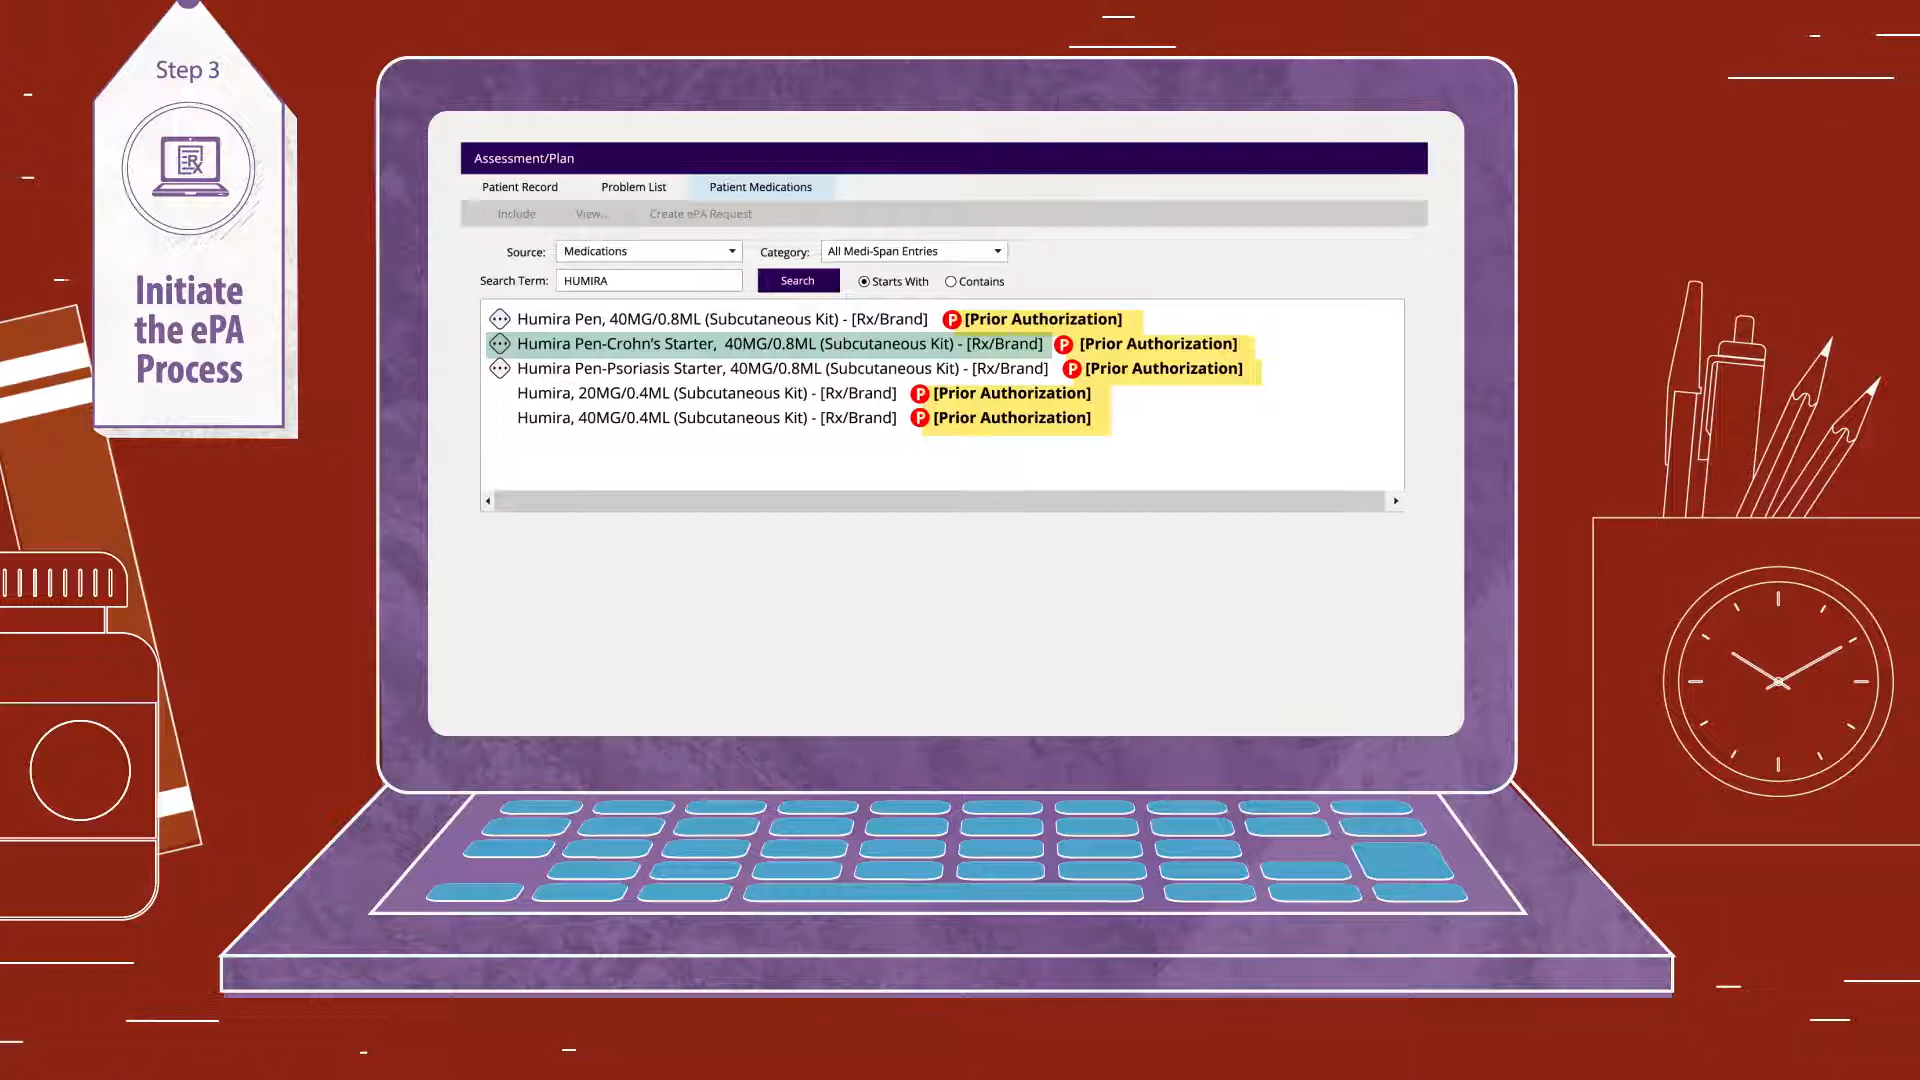 Step 3
Rx
Initiate
the ePA
Process
Assessment/Plan
Patient Record Problem List Patient Medications
Include View... Create ePA Request
Source: Medications Category: All Medi-Span Entries
Search Term: HUMIRA Search Starts With Contains
Humira Pen, 40MG/0.8ML (Subcutaneous Kit) - [Rx/Brand] P [Prior Authorization]
Humira Pen-Crohn's Starter, 40MG/0.8ML (Subcutaneous Kit) - [Rx/Brand] P [Prior Authorization]
Humira Pen-Psoriasis Starter, 40MG/0.8ML (Subcutaneous Kit) - [Rx/Brand] P [Prior Authorization]
Humira, 20MG/0.4ML (Subcutaneous Kit) - [Rx/Brand] P [Prior Authorization]
Humira, 40MG/0.4ML (Subcutaneous Kit) - [Rx/Brand] P [Prior Authorization]